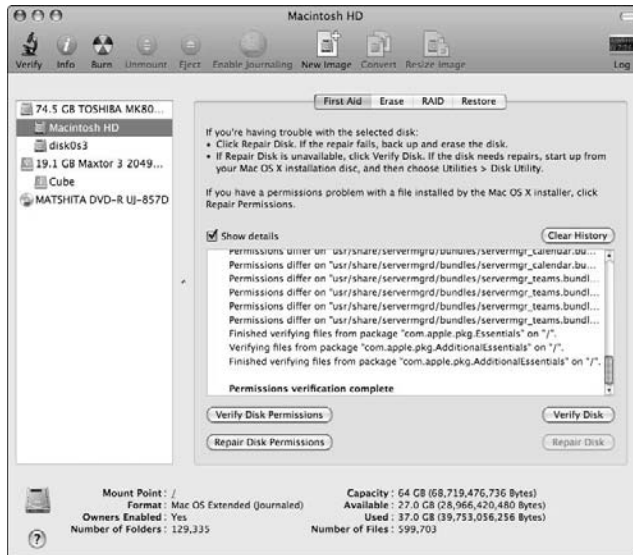 Macintosh HD
Verify Info Burn Unmount Eject Enable Journaling New Image Convert Resize Image Log
74.5 GB TOSHIBA MK80...
Macintosh HD
disk0s3
19.1 GB Maxtor 3 2049...
Cube
MATSHITA DVD-R UJ-857D
First Aid Erase RAID Restore
If you're having trouble with the selected disk:
• Click Repair Disk. If the repair fails, back up and erase the disk.
• If Repair Disk is unavailable, click Verify Disk. If the disk needs repairs, start up from
your Mac OS X installation disc, and then choose Utilities > Disk Utility.
If you have a permissions problem with a file installed by the Mac OS X installer, click
Repair Permissions.
Show details
Clear History
Permissions differ on "usr/share/servermgrd/bundles/servermgr_calendar.bu...
Permissions differ on "usr/share/servermgrd/bundles/servermgr_calendar.bu...
Permissions differ on "usr/share/servermgrd/bundles/servermgr_teams.bundl...
Permissions differ on "usr/share/servermgrd/bundles/servermgr_teams.bundl...
Permissions differ on "usr/share/servermgrd/bundles/servermgr_teams.bundl...
Permissions differ on "usr/share/servermgrd/bundles/servermgr_teams.bundl...
Finished verifying files from package "com.apple.pkg.Essentials" on "/".
Verifying files from package "com.apple.pkg.AdditionalEssentials" on "/".
Finished verifying files from package "com.apple.pkg.AdditionalEssentials" on "/".
Permissions verification complete
Verify Disk Permissions
Verify Disk
Repair Disk Permissions
Repair Disk
Mount Point : /
Format : Mac OS Extended (Journaled)
Owners Enabled : Yes
Number of Folders : 129,335
Capacity : 64 GB (68,719,476,736 Bytes)
Available : 27.0 GB (28,966,420,480 Bytes)
Used : 37.0 GB (39,753,056,256 Bytes)
Number of Files : 599,703
?